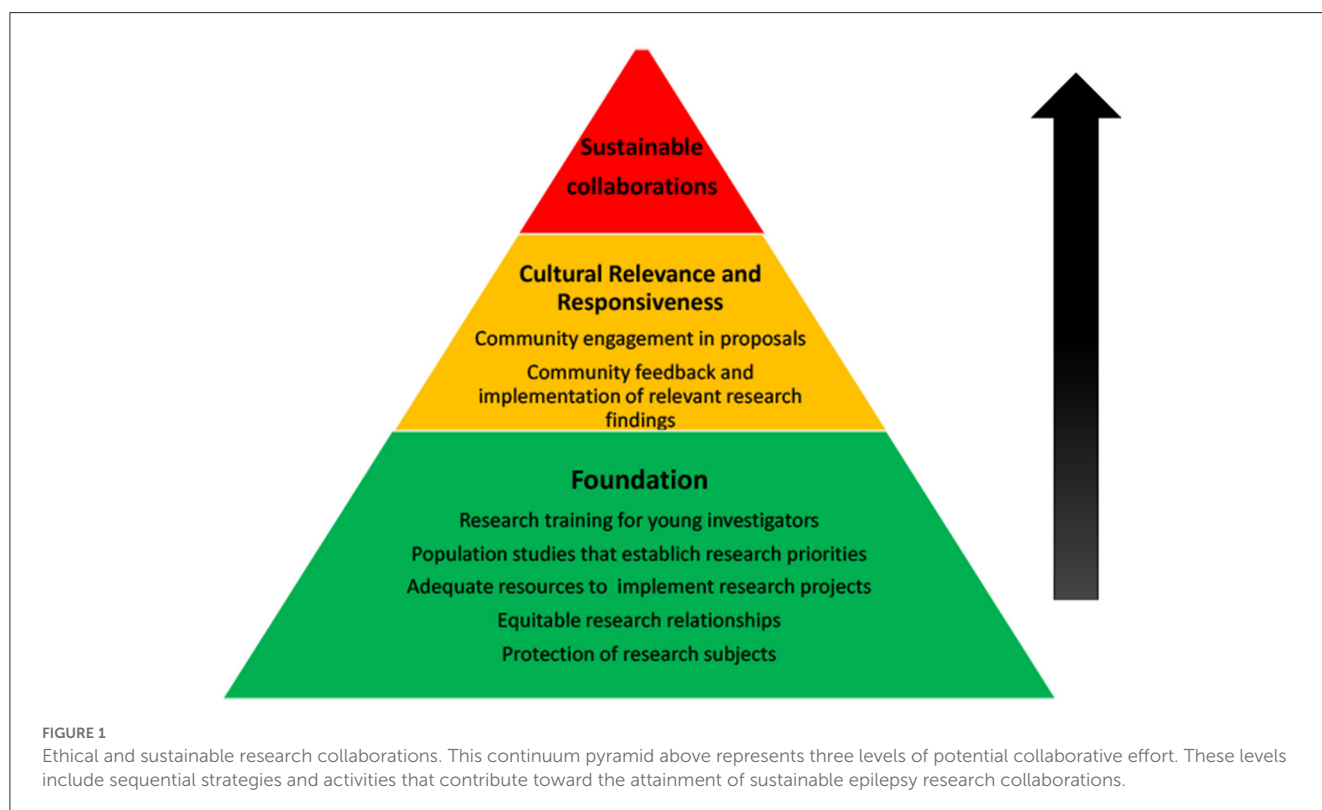 Sustainable
collaborations
Cultural Relevance and
Responsiveness
Community engagement in proposals
Community feedback and
implementation of relevant research
findings
Foundation
Research training for young investigators
Population studies that establich research priorities
Adequate resources to implement research projects
Equitable research relationships
Protection of research subjects
FIGURE 1
Ethical and sustainable research collaborations. This continuum pyramid above represents three levels of potential collaborative effort. These levels
include sequential strategies and activities that contribute toward the attainment of sustainable epilepsy research collaborations.